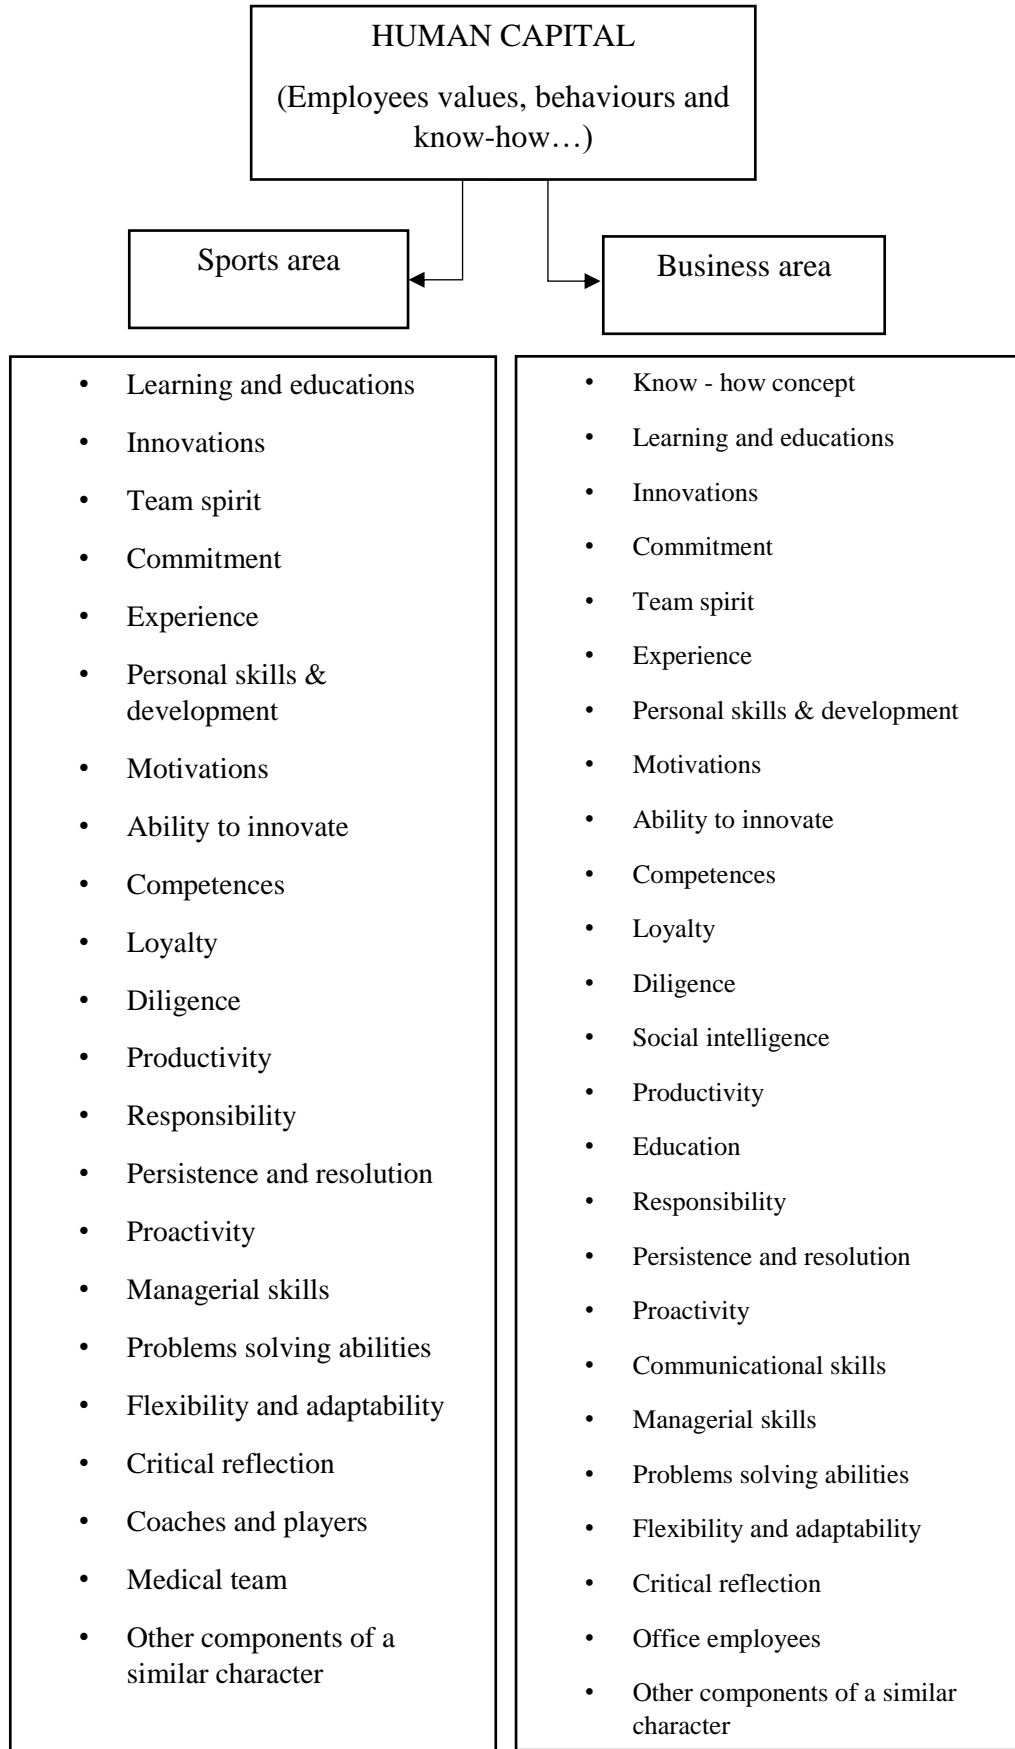 HUMAN CAPITAL
(Employees values, behaviours and
know-how…)
Sports area
Business area
• Learning and educations
• Innovations
• Team spirit
• Commitment
• Experience
• Personal skills &
development
• Motivations
• Ability to innovate
• Competences
• Loyalty
• Diligence
• Productivity
• Responsibility
• Persistence and resolution
• Proactivity
• Managerial skills
• Problems solving abilities
• Flexibility and adaptability
• Critical reflection
• Coaches and players
• Medical team
• Other components of a
similar character
• Know - how concept
• Learning and educations
• Innovations
• Commitment
• Team spirit
• Experience
• Personal skills & development
• Motivations
• Ability to innovate
• Competences
• Loyalty
• Diligence
• Social intelligence
• Productivity
• Education
• Responsibility
• Persistence and resolution
• Proactivity
• Communicational skills
• Managerial skills
• Problems solving abilities
• Flexibility and adaptability
• Critical reflection
• Office employees
• Other components of a similar
character